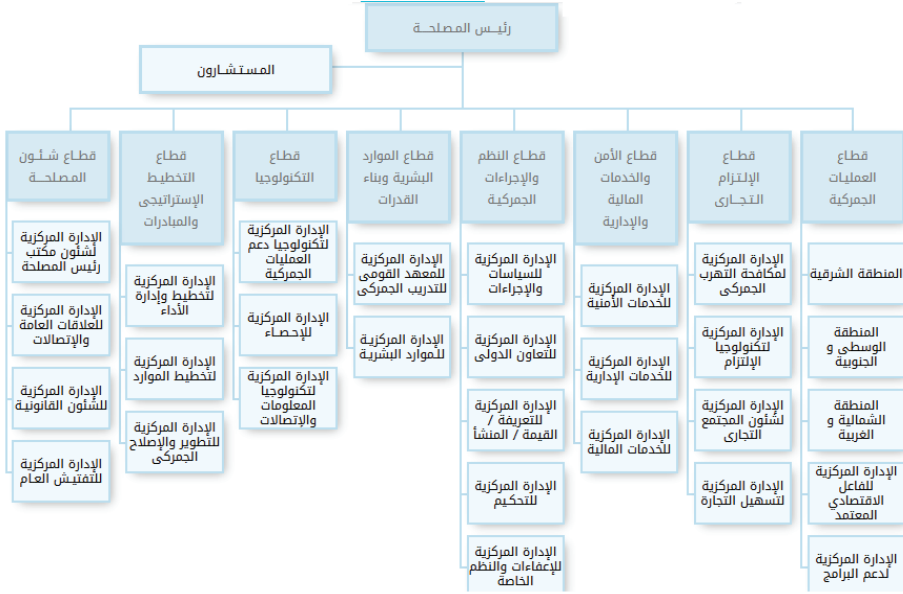 رئيس المصلحة
المستشارون
قطاع
العمليات
الجمركية
المنطقة الشرقية
المنطقة
الوسطى و
الجنوبية
المنطقة
الشمالية و
الغربية
الإدارة المركزية
للفاعل
الاقتصادي
المعتمد
الإدارة المركزية
لدعم البرامج
قطاع
الإلتزام
التجارى
الإدارة المركزية
لمكافحة التهرب
الجمركى
الإدارة المركزية
لتكنولوجيا
الإلتزام
الإدارة المركزية
لشئون المجتمع
التجارى
الإدارة المركزية
لتسهيل التجارة
قطاع الأمن
والخدمات
المالية
والإدارية
الإدارة المركزية
للخدمات الأمنية
الإدارة المركزية
للخدمات الإدارية
الإدارة المركزية
للخدمات المالية
قطاع النظم
والإجراءات
الجمركية
الإدارة المركزية
للسياسات
والإجراءات
الإدارة المركزية
للتعاون الدولى
الإدارة المركزية
للتعريفة /
القيمة / المنشأ
الإدارة المركزية
للتحكيم
الإدارة المركزية
للإعفاءات والنظم
الخاصة
قطاع الموارد
البشرية وبناء
القدرات
الإدارة المركزية
للمعهد القومى
للتدريب الجمركى
الإدارة المركزية
للموارد البشرية
قطاع
التكنولوجيا
الإدارة المركزية
لتكنولوجيا دعم
العمليات
الجمركية
الإدارة المركزية
للإحصاء
الإدارة المركزية
لتكنولوجيا
المعلومات
والإتصالات
قطاع
التخطيط
الإستراتيجى
والمبادرات
الإدارة المركزية
لتخطيط وإدارة
الأداء
الإدارة المركزية
لتخطيط الموارد
الإدارة المركزية
للتطوير والإصلاح
الجمركى
قطاع شئون
المصلحة
الإدارة المركزية
لشئون مكتب
رئيس المصلحة
الإدارة المركزية
للعلاقات العامة
والإتصالات
الإدارة المركزية
للشئون القانونية
الإدارة المركزية
للتفتيش العام